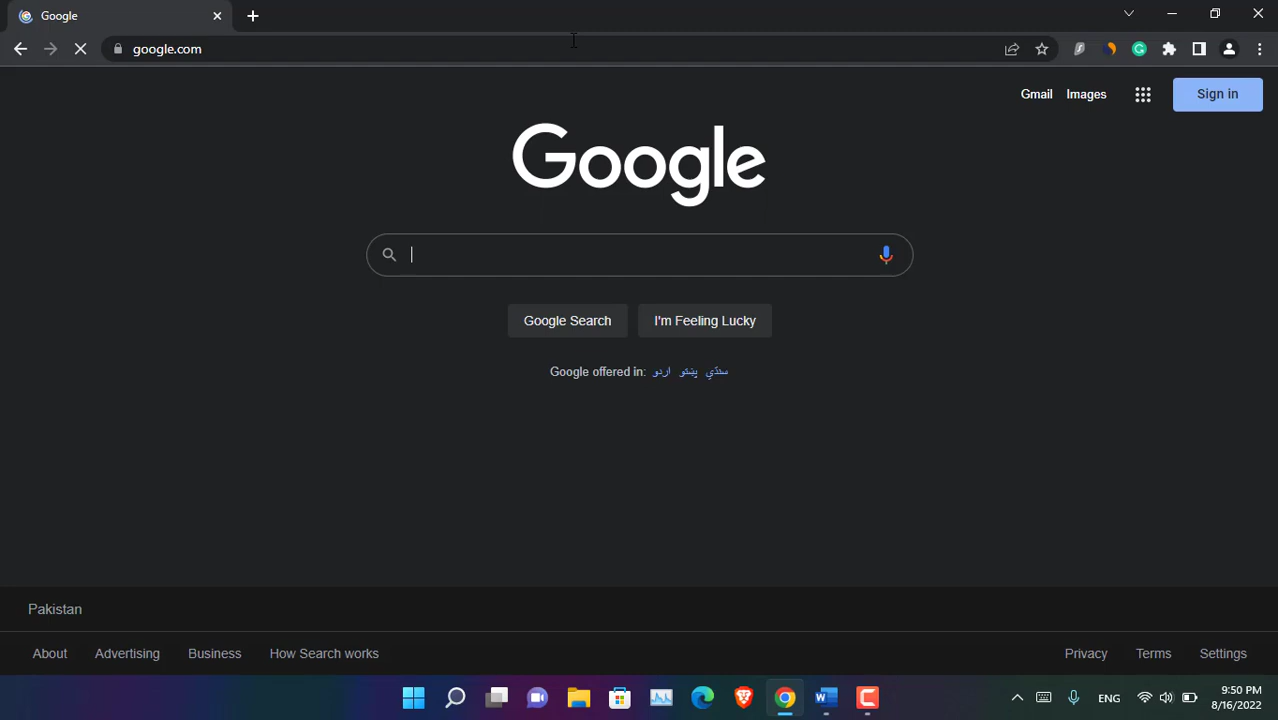 Google
google.com
Gmail Images Sign in
Google
Google Search I'm Feeling Lucky
Google offered in: اردو پښتو سنڌي
Pakistan
About Advertising Business How Search works Privacy Terms Settings
ENG 9:50 PM
8/16/2022